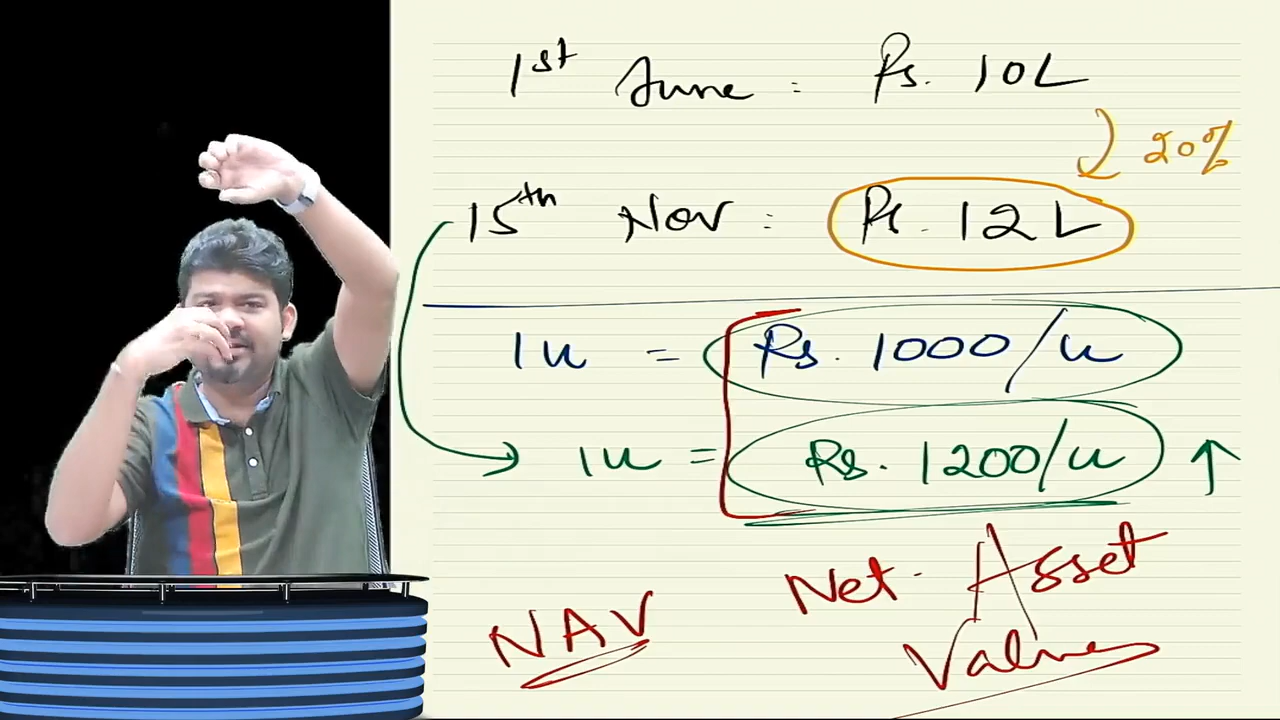 1st June : Rs. 10L
20%
15th Nov : Rs. 12L
1u = Rs. 1000/u
1u = Rs. 1200/u ↑
Net Asset
NAV
Value